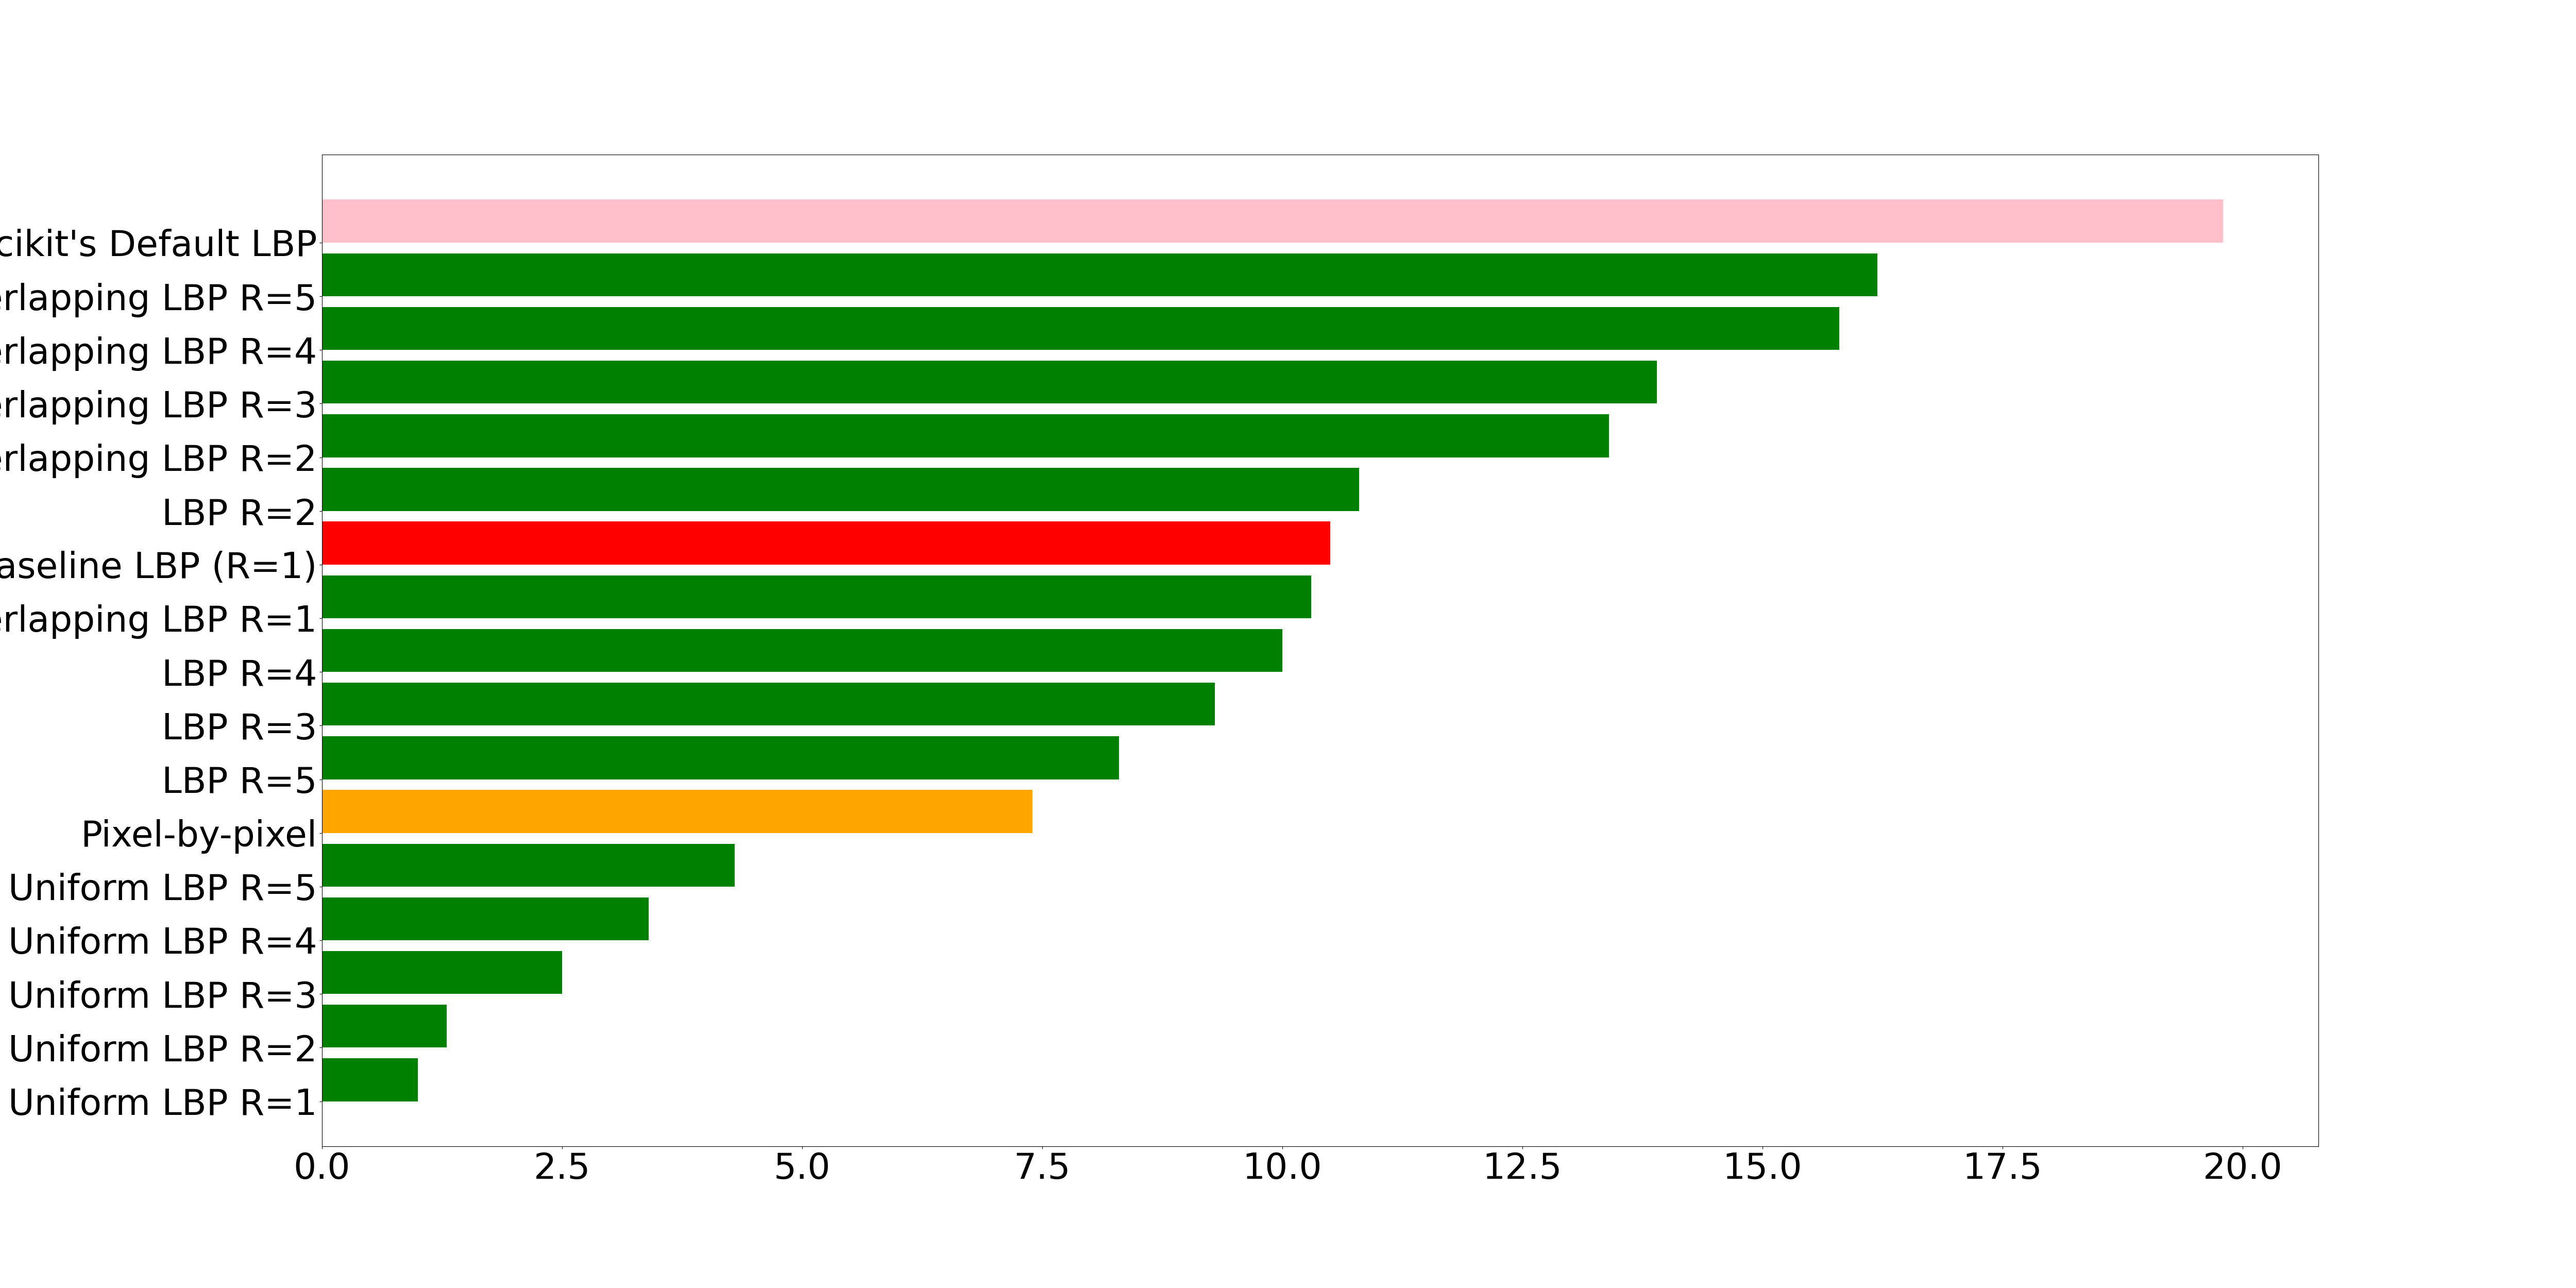 cikit's Default LBP
erlapping LBP R=5
erlapping LBP R=4
erlapping LBP R=3
erlapping LBP R=2
LBP R=2
aseline LBP (R=1)
erlapping LBP R=1
LBP R=4
LBP R=3
LBP R=5
Pixel-by-pixel
Uniform LBP R=5
Uniform LBP R=4
Uniform LBP R=3
Uniform LBP R=2
Uniform LBP R=1
0.0 2.5 5.0 7.5 10.0 12.5 15.0 17.5 20.0